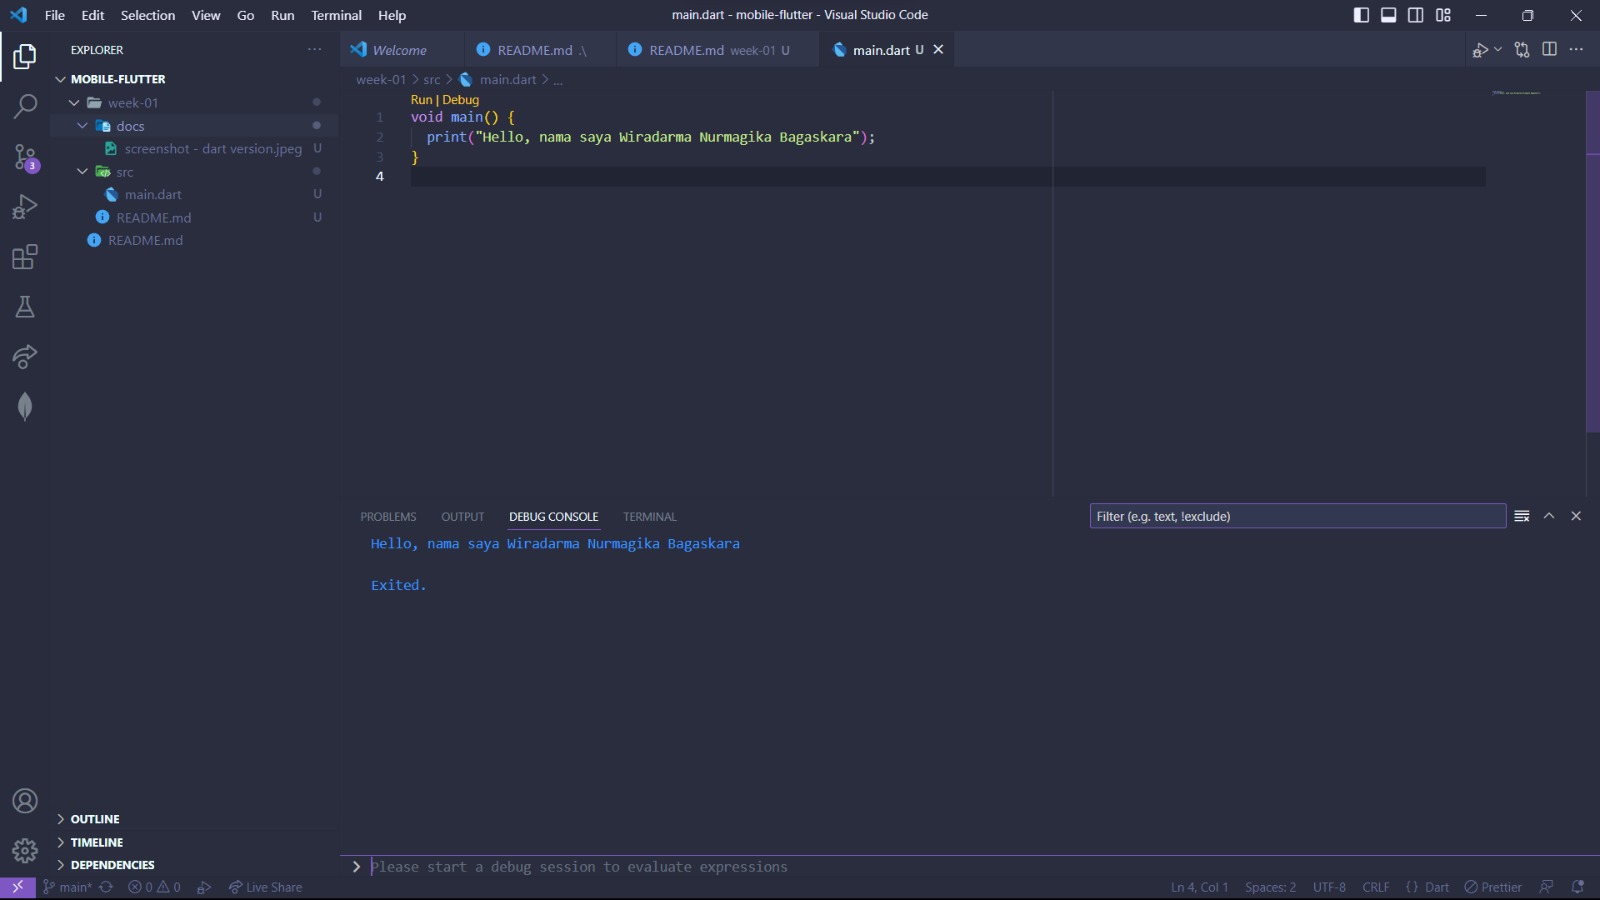 File Edit Selection View Go Run Terminal Help
main.dart - mobile-flutter - Visual Studio Code
EXPLORER
MOBILE-FLUTTER
week-01
docs
screenshot - dart version.jpeg U
src
main.dart U
README.md U
README.md
OUTLINE
TIMELINE
DEPENDENCIES
3
Welcome README.md .\ README.md week-01 U main.dart U
week-01 > src > main.dart > ...
Run | Debug
1 void main() {
2 print("Hello, nama saya Wiradarma Nurmagika Bagaskara");
3 }
4
PROBLEMS OUTPUT DEBUG CONSOLE TERMINAL
Filter (e.g. text, !exclude)
Hello, nama saya Wiradarma Nurmagika Bagaskara
Exited.
Please start a debug session to evaluate expressions
main* 0 0 Live Share
Ln 4, Col 1 Spaces: 2 UTF-8 CRLF {} Dart Prettier